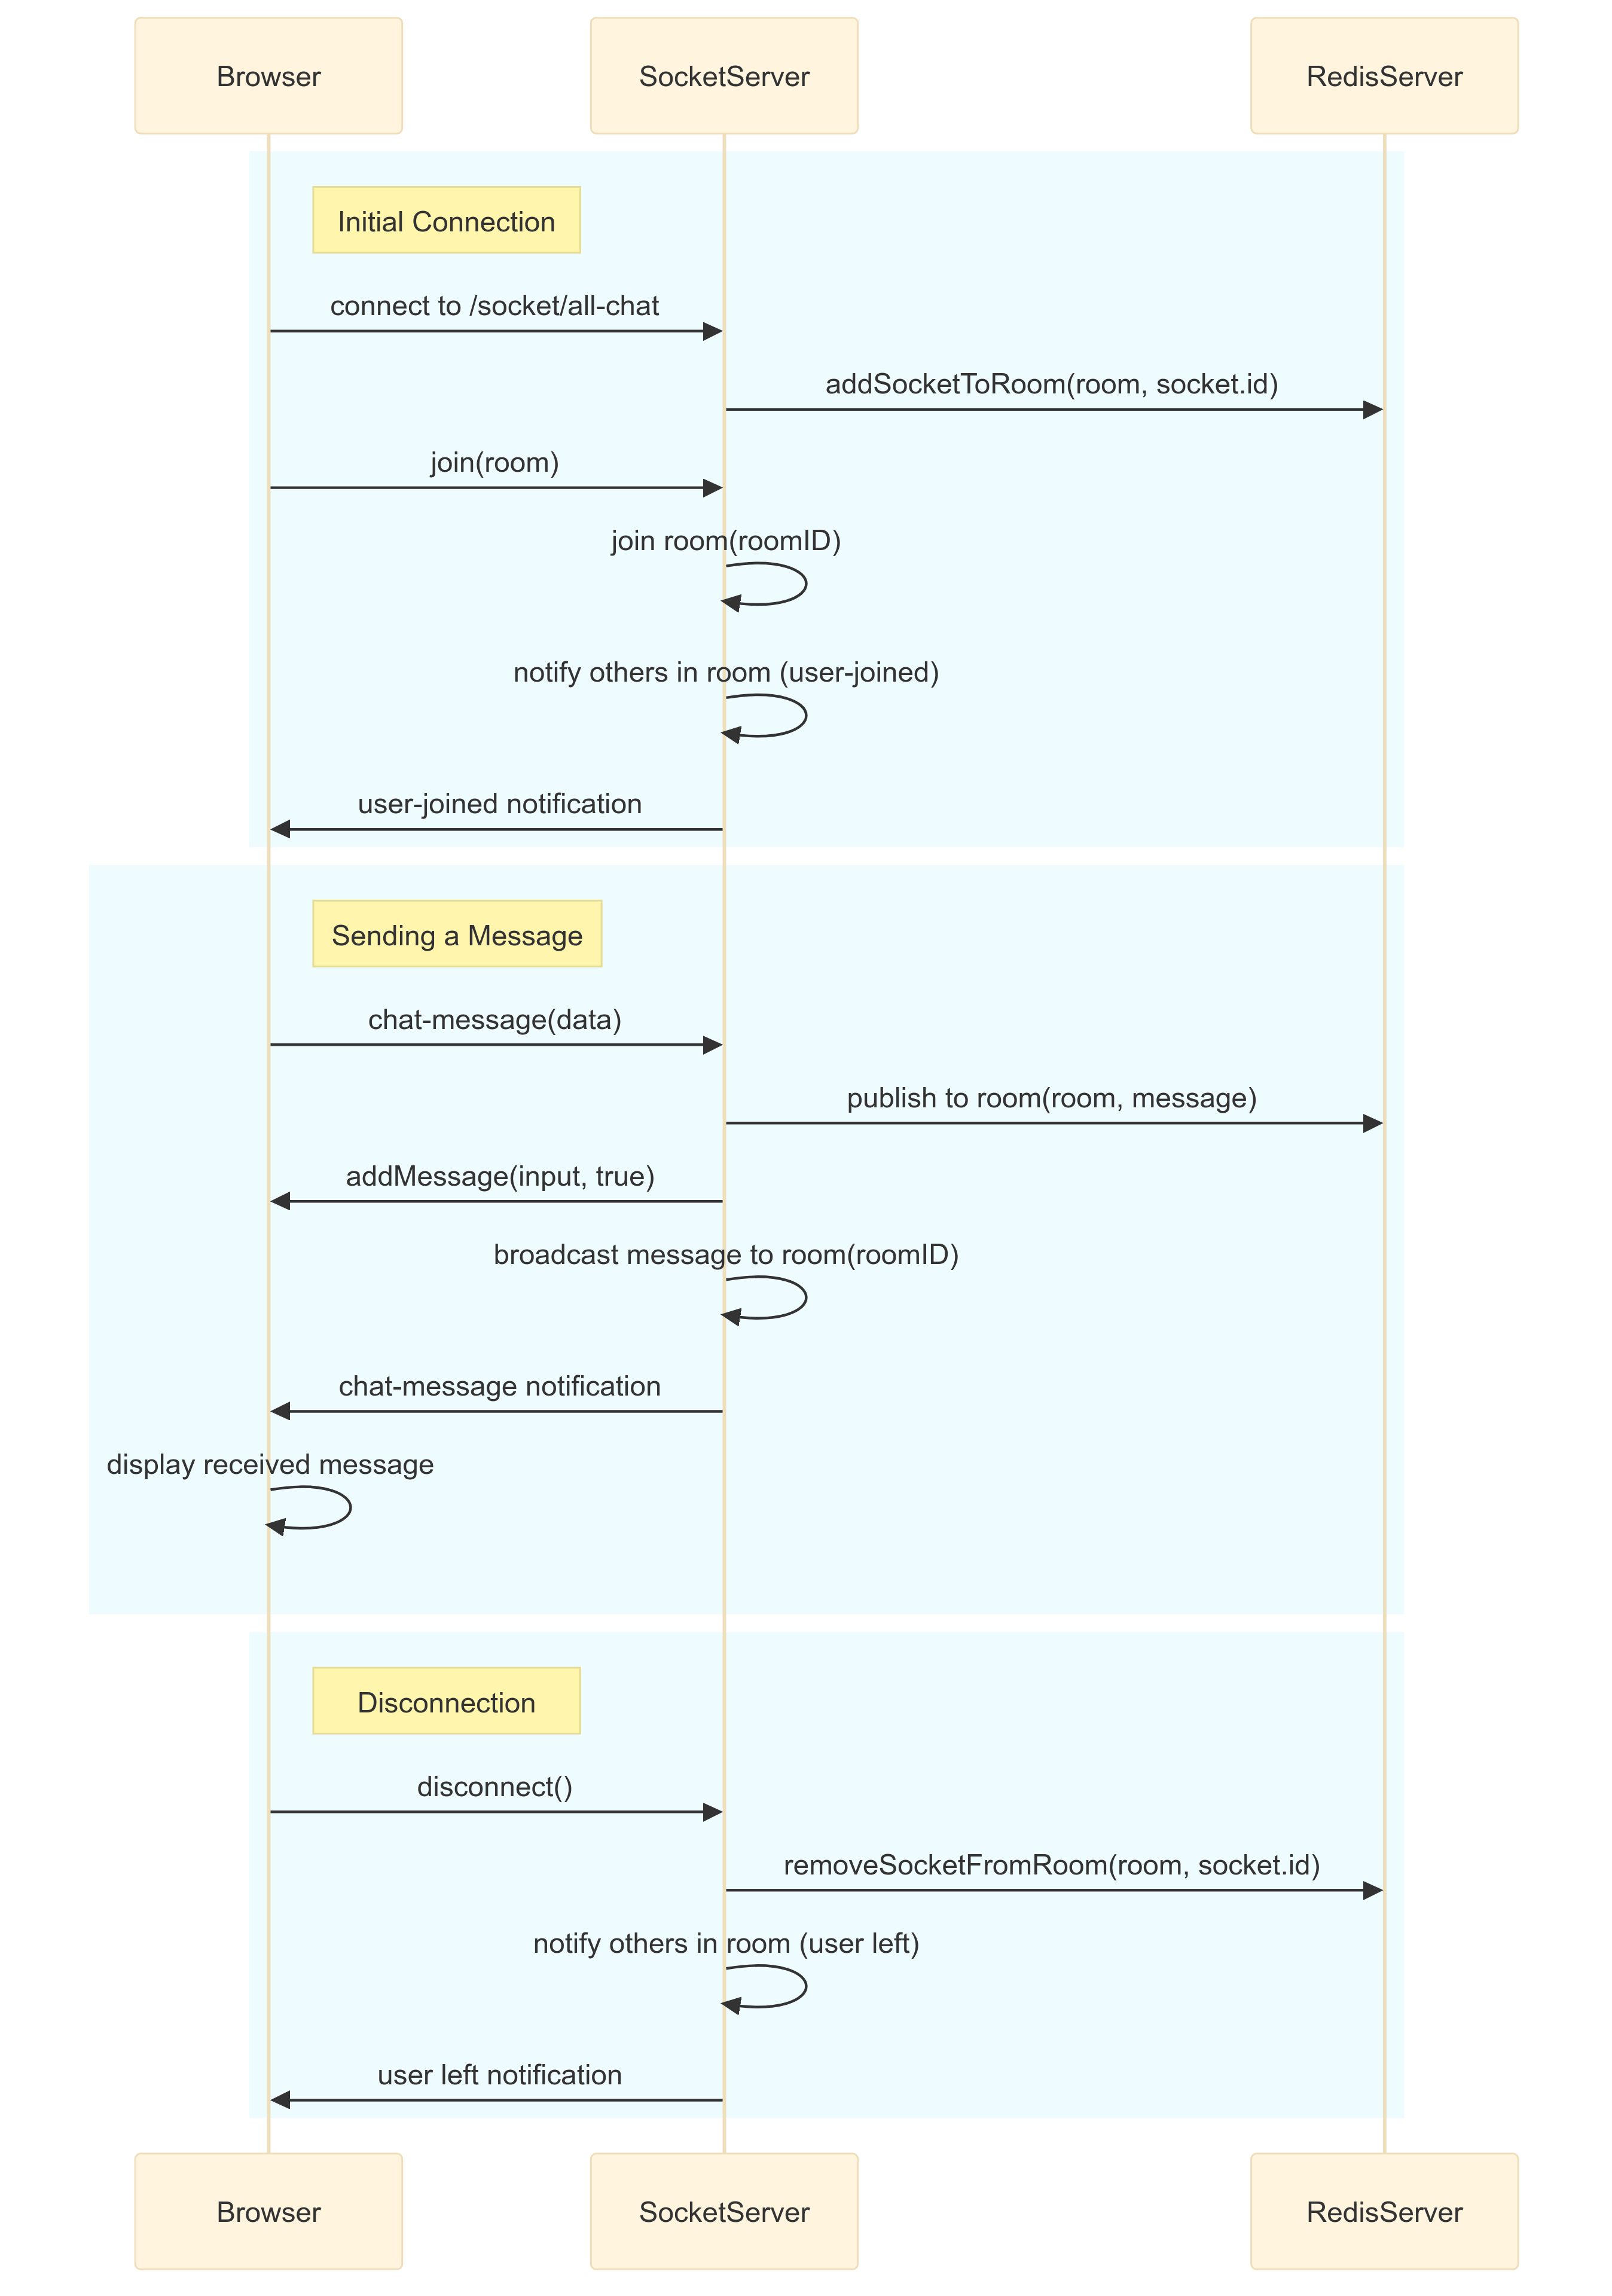 Browser
SocketServer
RedisServer
Initial Connection
connect to /socket/all-chat
addSocketToRoom(room, socket.id)
join(room)
join room(roomID)
notify others in room (user-joined)
user-joined notification
Sending a Message
chat-message(data)
publish to room(room, message)
addMessage(input, true)
broadcast message to room(roomID)
chat-message notification
display received message
Disconnection
disconnect()
removeSocketFromRoom(room, socket.id)
notify others in room (user left)
user left notification
Browser
SocketServer
RedisServer